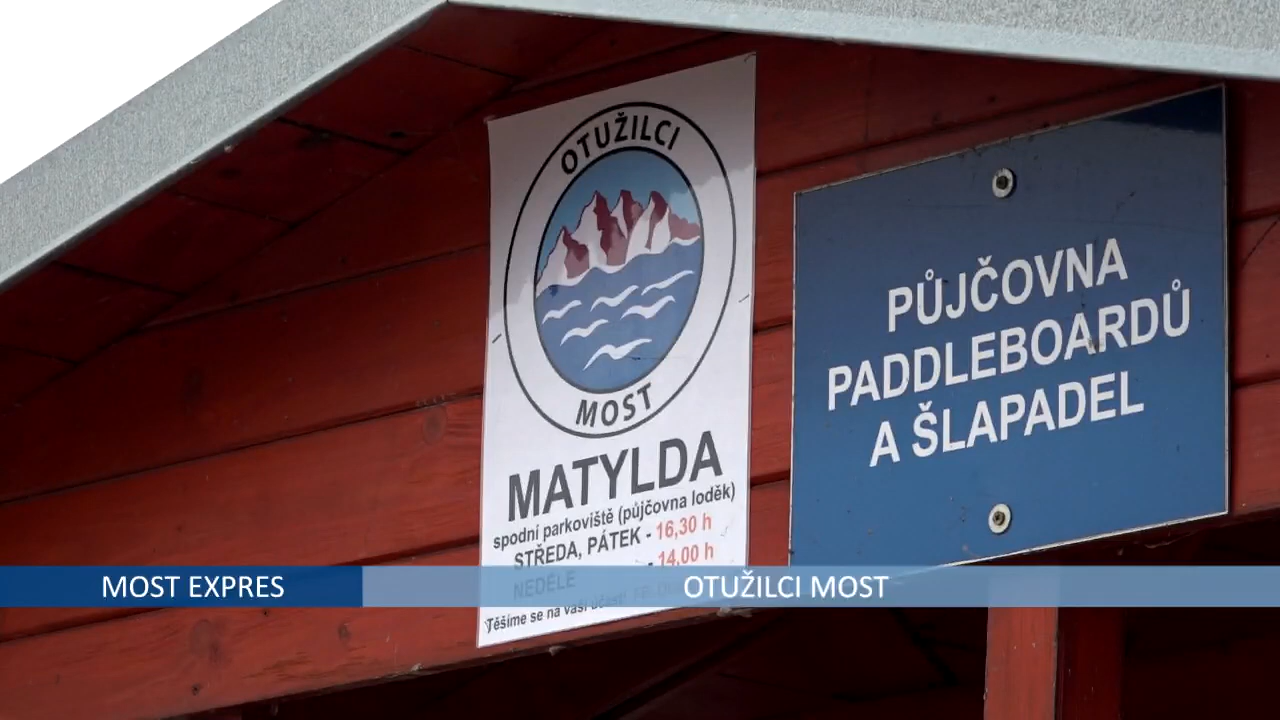 OTUŽILCI
MOST
MATYLDA
spodní parkoviště (půjčovna loděk)
STŘEDA, PÁTEK - 16,30 h
NEDĚLE - 14,00 h
Těšíme se na vaši účast
PŮJČOVNA
PADDLEBOARDŮ
A ŠLAPADEL
MOST EXPRES
OTUŽILCI MOST